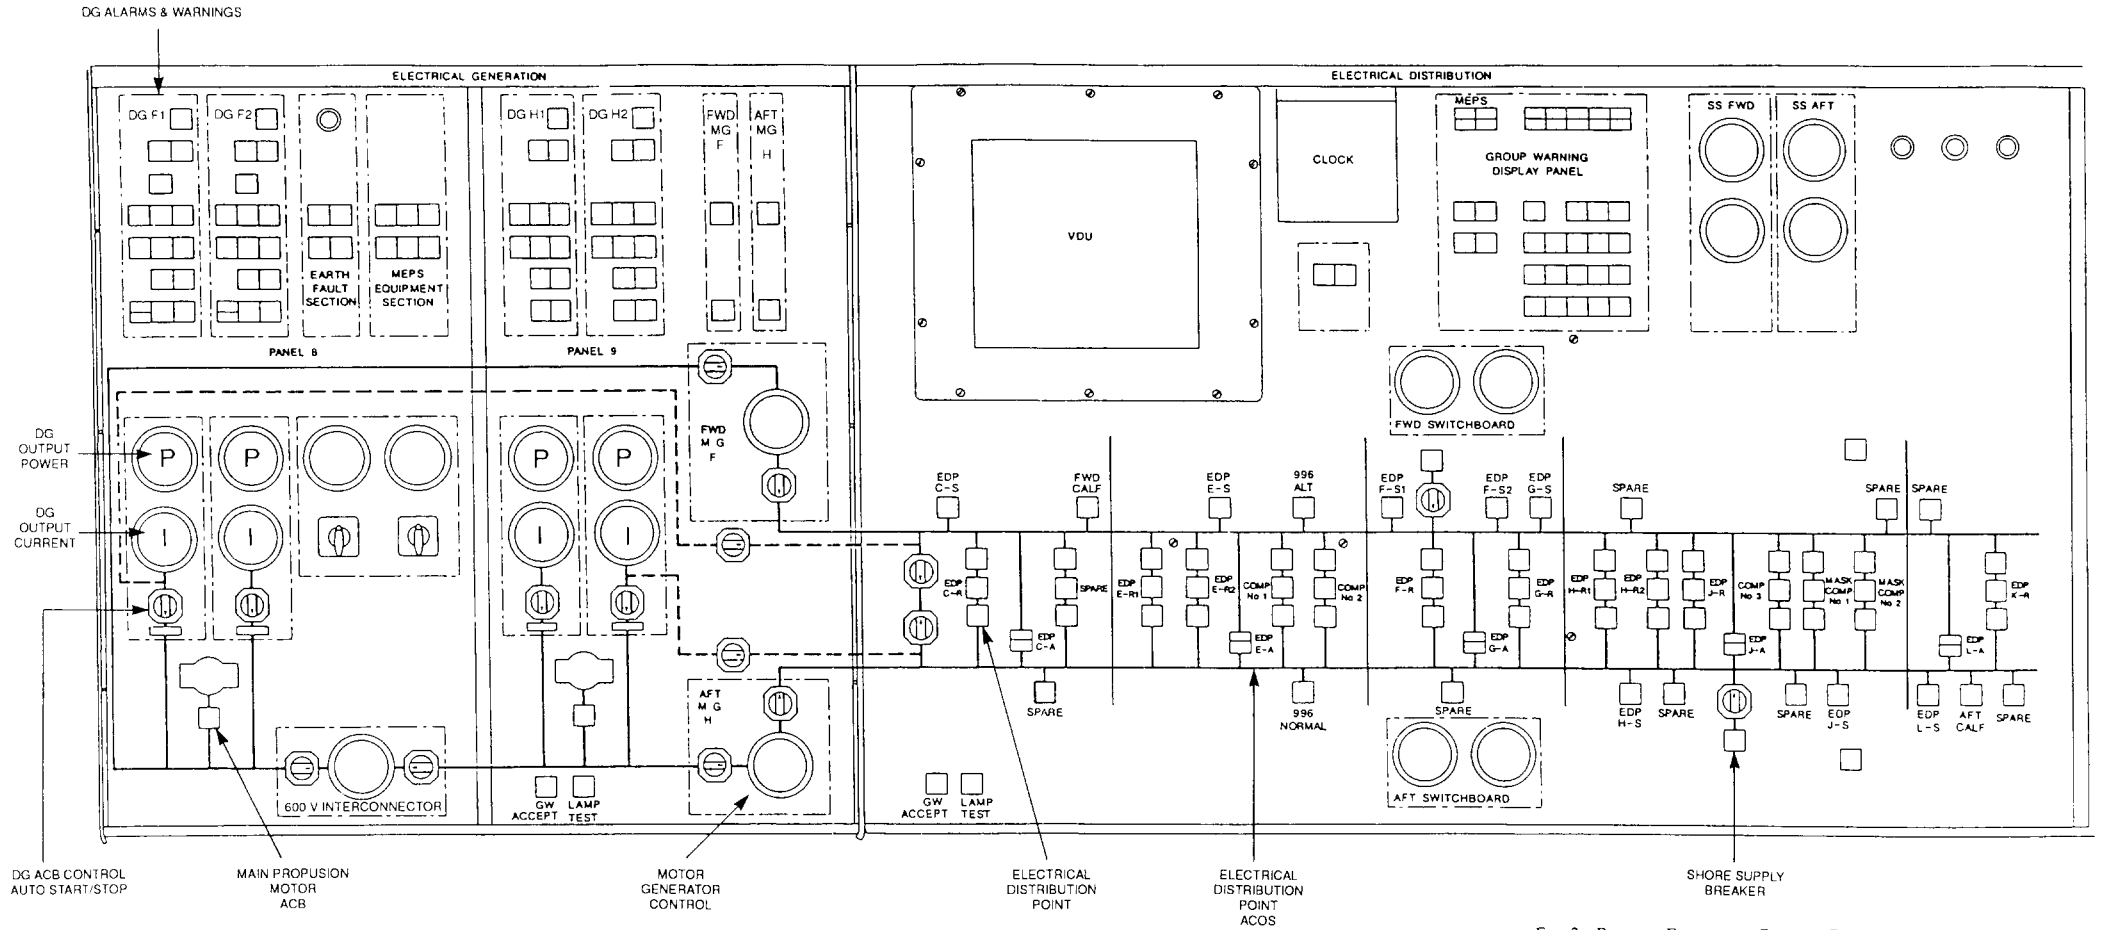 DG ALARMS & WARNINGS
ELECTRICAL GENERATION
ELECTRICAL DISTRIBUTION
DG F1
DG F2
DG H1
DG H2
FWD
MG
F
AFT
MG
H
EARTH
FAULT
SECTION
MEPS
EQUIPMENT
SECTION
PANEL 8
PANEL 9
VDU
CLOCK
MEPS
GROUP WARNING
DISPLAY PANEL
SS FWD
SS AFT
FWD SWITCHBOARD
DG
OUTPUT
POWER
DG
OUTPUT
CURRENT
P
P
P
P
I
I
I
I
FWD
M G
F
AFT
M G
H
600 V INTERCONNECTOR
GW
ACCEPT
LAMP
TEST
GW
ACCEPT
LAMP
TEST
EDP
C-S
FWD
CALF
EDP
E-S
996
ALT
EDP
F-S1
EDP
F-S2
EDP
G-S
SPARE
SPARE
SPARE
EDP
C-R
SPARE
EDP
E-R1
EDP
E-R2
COMP
No 1
COMP
No 2
EDP
F-R
EDP
G-R
EDP
H-R1
EDP
H-R2
EDP
J-R
COMP
No 3
MASK
COMP
No 1
MASK
COMP
No 2
EDP
K-R
EDP
C-A
EDP
E-A
EDP
G-A
EDP
J-A
EDP
L-A
SPARE
996
NORMAL
SPARE
EDP
H-S
SPARE
SPARE
EDP
J-S
EDP
L-S
AFT
CALF
SPARE
AFT SWITCHBOARD
DG ACB CONTROL
AUTO START/STOP
MAIN PROPUSION
MOTOR
ACB
MOTOR
GENERATOR
CONTROL
ELECTRICAL
DISTRIBUTION
POINT
ELECTRICAL
DISTRIBUTION
POINT
ACOS
SHORE SUPPLY
BREAKER